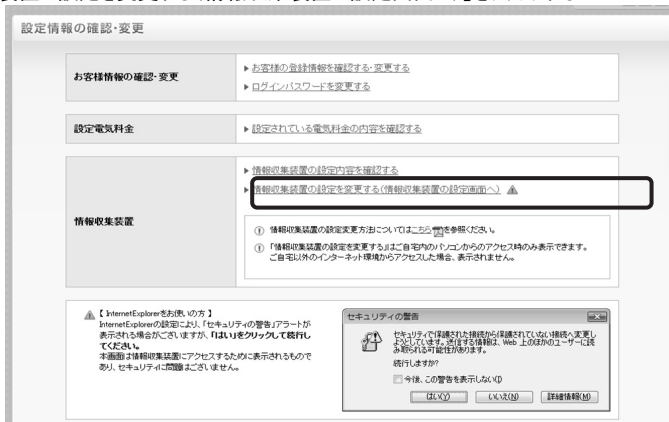 設定情報の確認・変更
お客様情報の確認・変更
▶お客様の登録情報を確認する・変更する
▶ログインパスワードを変更する
設定電気料金
▶設定されている電気料金の内容を確認する
情報収集装置
▶情報収集装置の設定内容を確認する
▶情報収集装置の設定を変更する(情報収集装置の設定画面へ)
情報収集装置の設定変更方法についてはこちらを参照ください。
「情報収集装置の設定を変更する」はご自宅内のパソコンからのアクセス時のみ表示できます。
ご自宅以外のインターネット環境からアクセスした場合、表示されません。
【InternetExplorerをお使いの方】
InternetExplorerの設定により、「セキュリティの警告」アラートが
表示される場合がございますが、「はい」をクリックして続行し
てください。
本画面は情報収集装置にアクセスするために表示されるもので
あり、セキュリティに問題はございません。
セキュリティの警告
セキュリティで保護された接続から保護されていない接続へ変更し
ようとしています。送信する情報は、Web 上のほかのユーザーに読
み取られる可能性があります。
続行しますか?
今後、この警告を表示しない(I)
はい(Y) いいえ(N) 詳細情報(M)